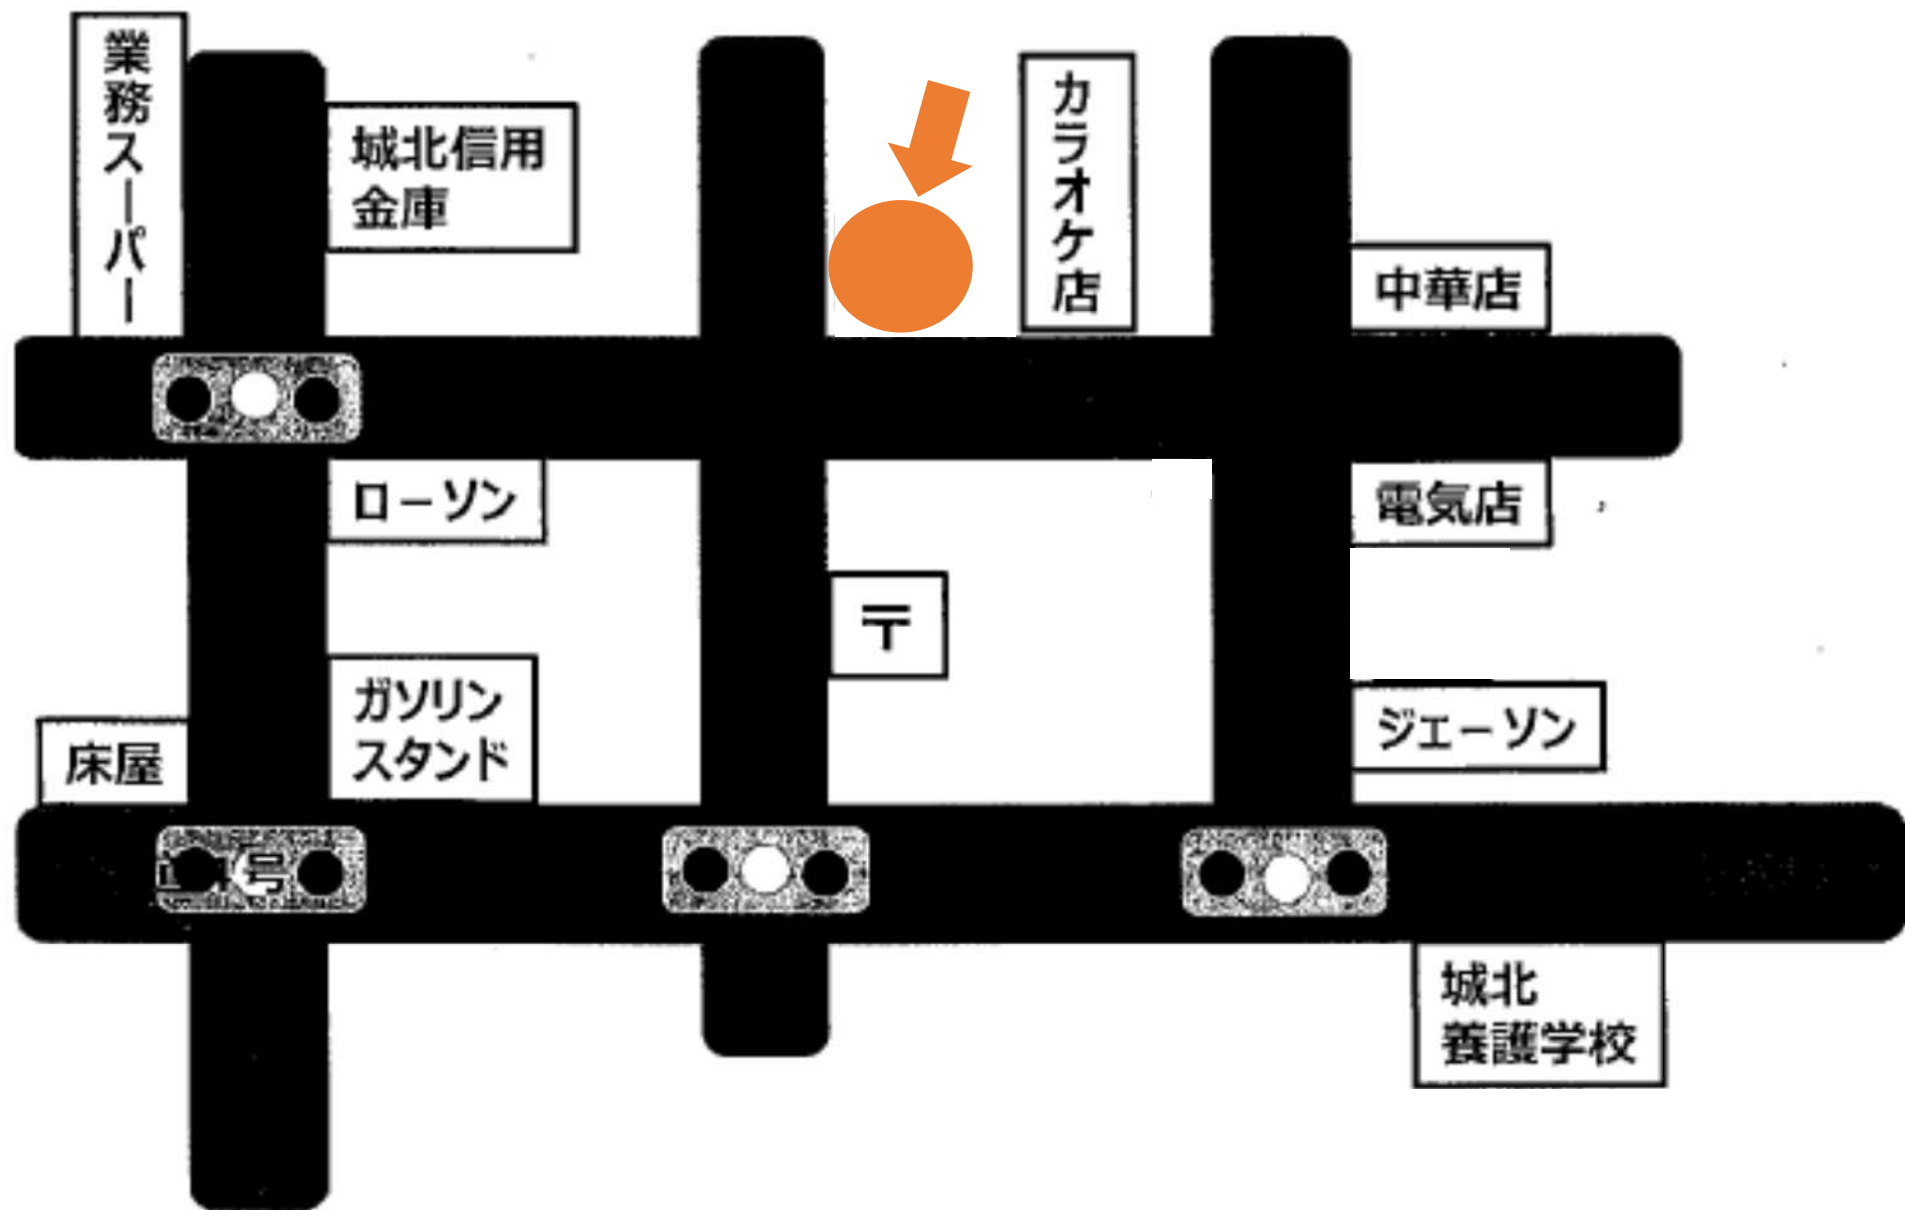 業務スーパー
城北信用
金庫
カラオケ店
中華店
ローソン
電気店
〒
ガソリン
スタンド
床屋
ジェーソン
号
城北
養護学校